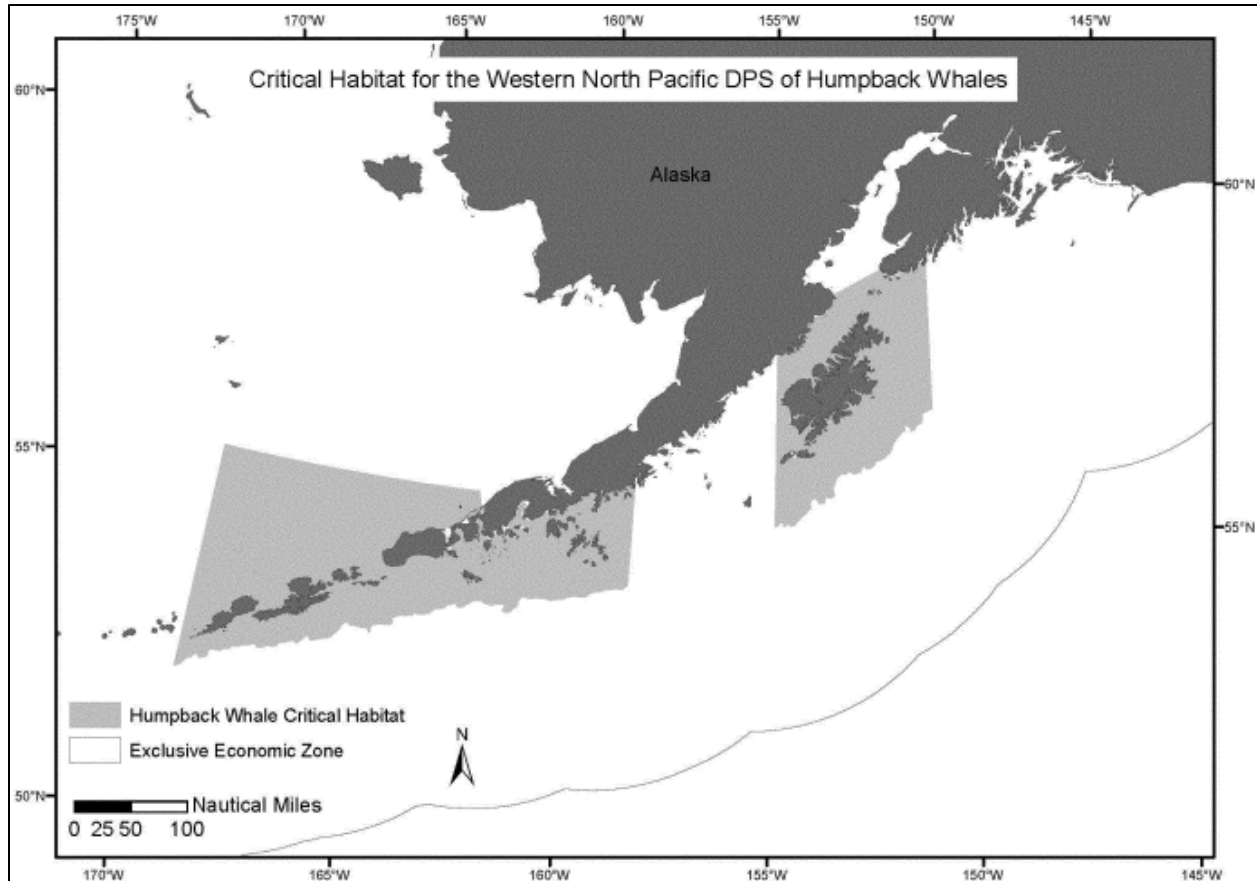 175°W 170°W 165°W 160°W 155°W 150°W 145°W
Critical Habitat for the Western North Pacific DPS of Humpback Whales
60°N
Alaska
60°N
55°N
55°N
Humpback Whale Critical Habitat
Exclusive Economic Zone
N
50°N
Nautical Miles
0 25 50 100
50°N
170°W 165°W 160°W 155°W 150°W 145°W